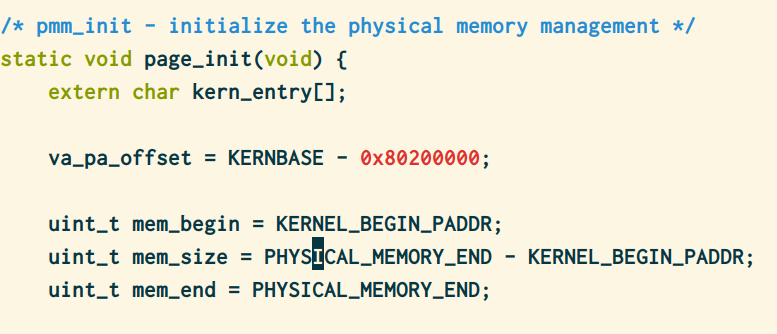 /* pmm_init - initialize the physical memory management */
static void page_init(void) {
    extern char kern_entry[];

    va_pa_offset = KERNBASE - 0x80200000;

    uint_t mem_begin = KERNEL_BEGIN_PADDR;
    uint_t mem_size = PHYSICAL_MEMORY_END - KERNEL_BEGIN_PADDR;
    uint_t mem_end = PHYSICAL_MEMORY_END;